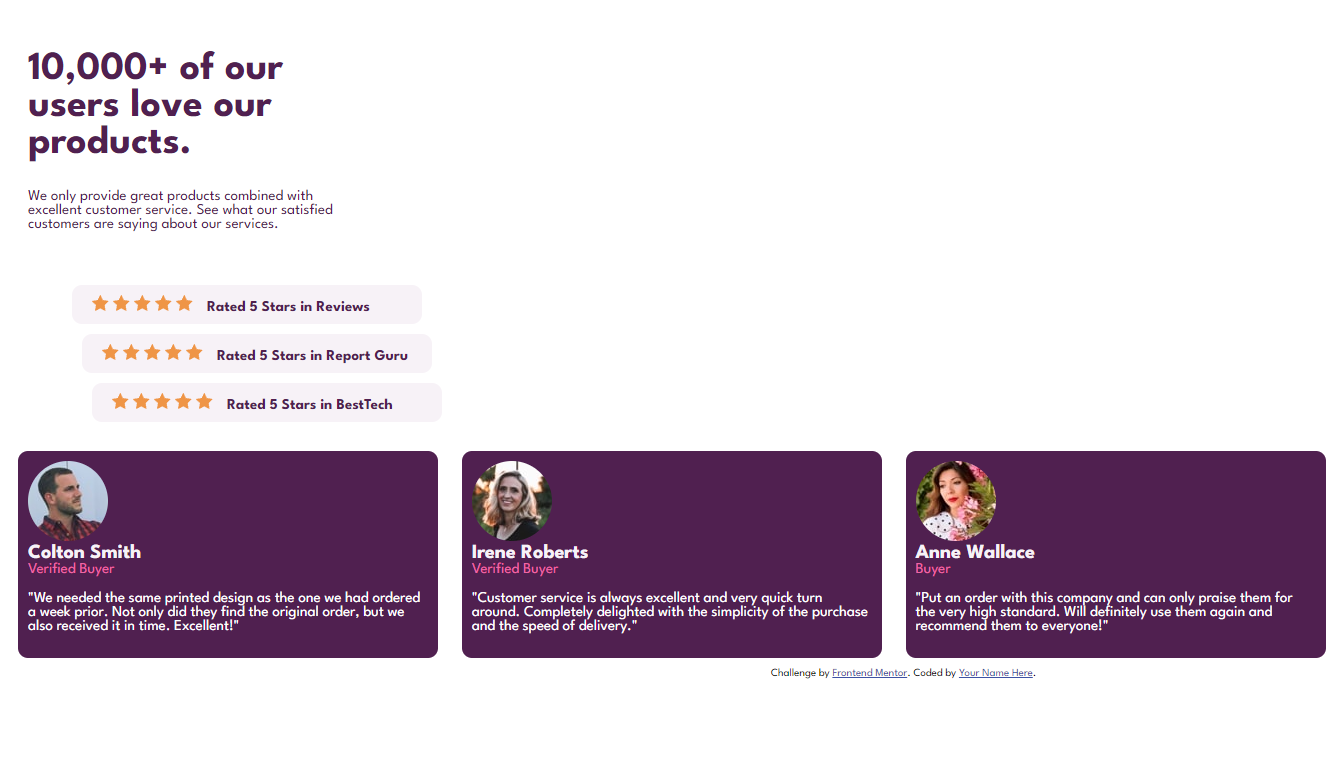 10,000+ of our
users love our
products.
We only provide great products combined with
excellent customer service. See what our satisfied
customers are saying about our services.
Rated 5 Stars in Reviews
Rated 5 Stars in Report Guru
Rated 5 Stars in BestTech
Colton Smith
Verified Buyer
"We needed the same printed design as the one we had ordered
a week prior. Not only did they find the original order, but we
also received it in time. Excellent!"
Irene Roberts
Verified Buyer
"Customer service is always excellent and very quick turn
around. Completely delighted with the simplicity of the purchase
and the speed of delivery."
Anne Wallace
Buyer
"Put an order with this company and can only praise them for
the very high standard. Will definitely use them again and
recommend them to everyone!"
Challenge by Frontend Mentor. Coded by Your Name Here.